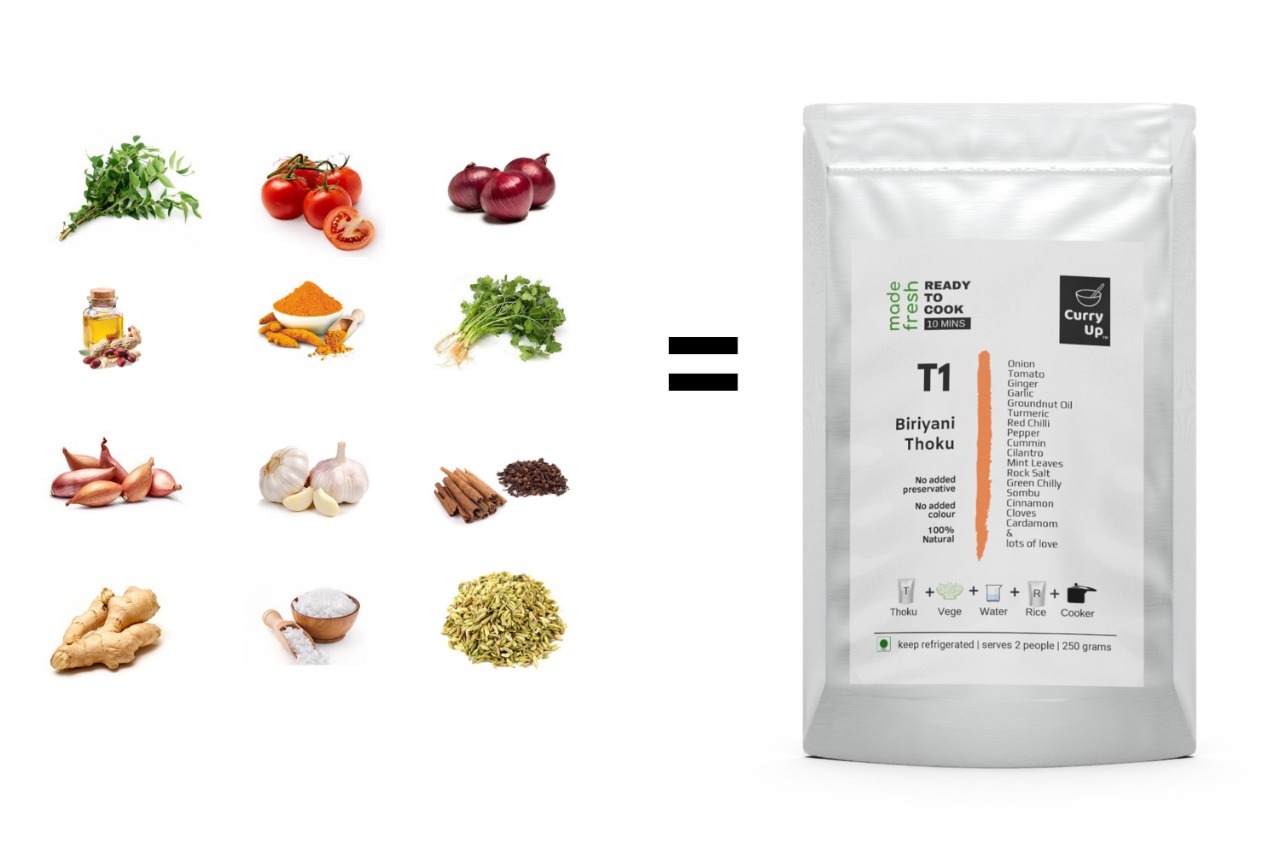 made
fresh
READY
TO
COOK
10 MINS
Curry
Up
TM
T1
Biriyani
Thoku
No added
preservative
No added
colour
100%
Natural
Onion
Tomato
Ginger
Garlic
Groundnut Oil
Turmeric
Red Chilli
Pepper
Cummin
Cilantro
Mint Leaves
Rock Salt
Green Chilly
Sombu
Cinnamon
Cloves
Cardamom
&
lots of love
T + + + R +
Thoku Vege Water Rice Cooker
keep refrigerated | serves 2 people | 250 grams